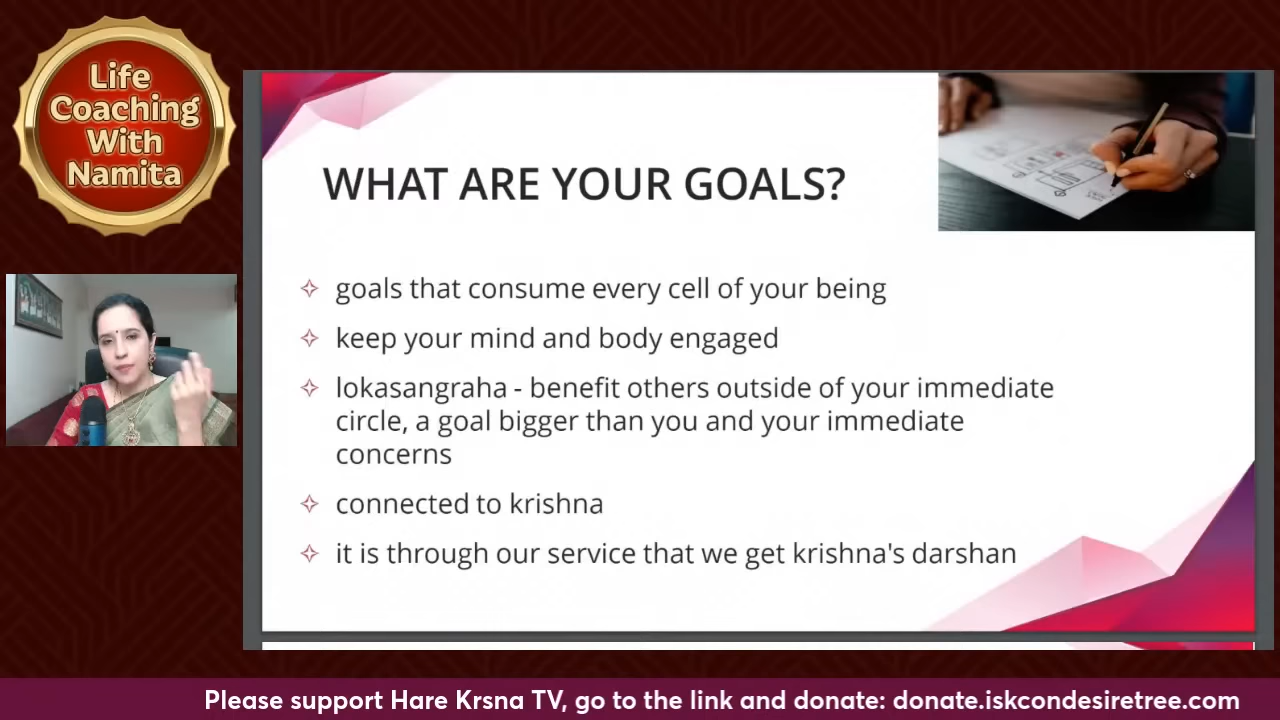 Life
Coaching
With
Namita
WHAT ARE YOUR GOALS?
goals that consume every cell of your being
keep your mind and body engaged
lokasangraha - benefit others outside of your immediate
circle, a goal bigger than you and your immediate
concerns
connected to krishna
it is through our service that we get krishna's darshan
Please support Hare Krsna TV, go to the link and donate: donate.iskcondesiretree.com